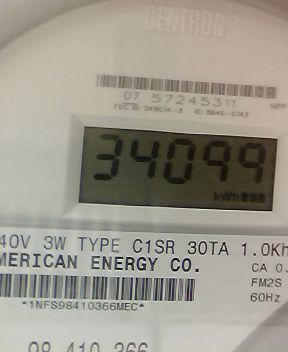 CENTRON®
07 57245311
34099
kWh
40V 3W TYPE C1SR 30TA 1.0Kh
MERICAN ENERGY CO.
CA 0.
FM2S
60Hz
*1NFS98410366MEC*
98 410 366